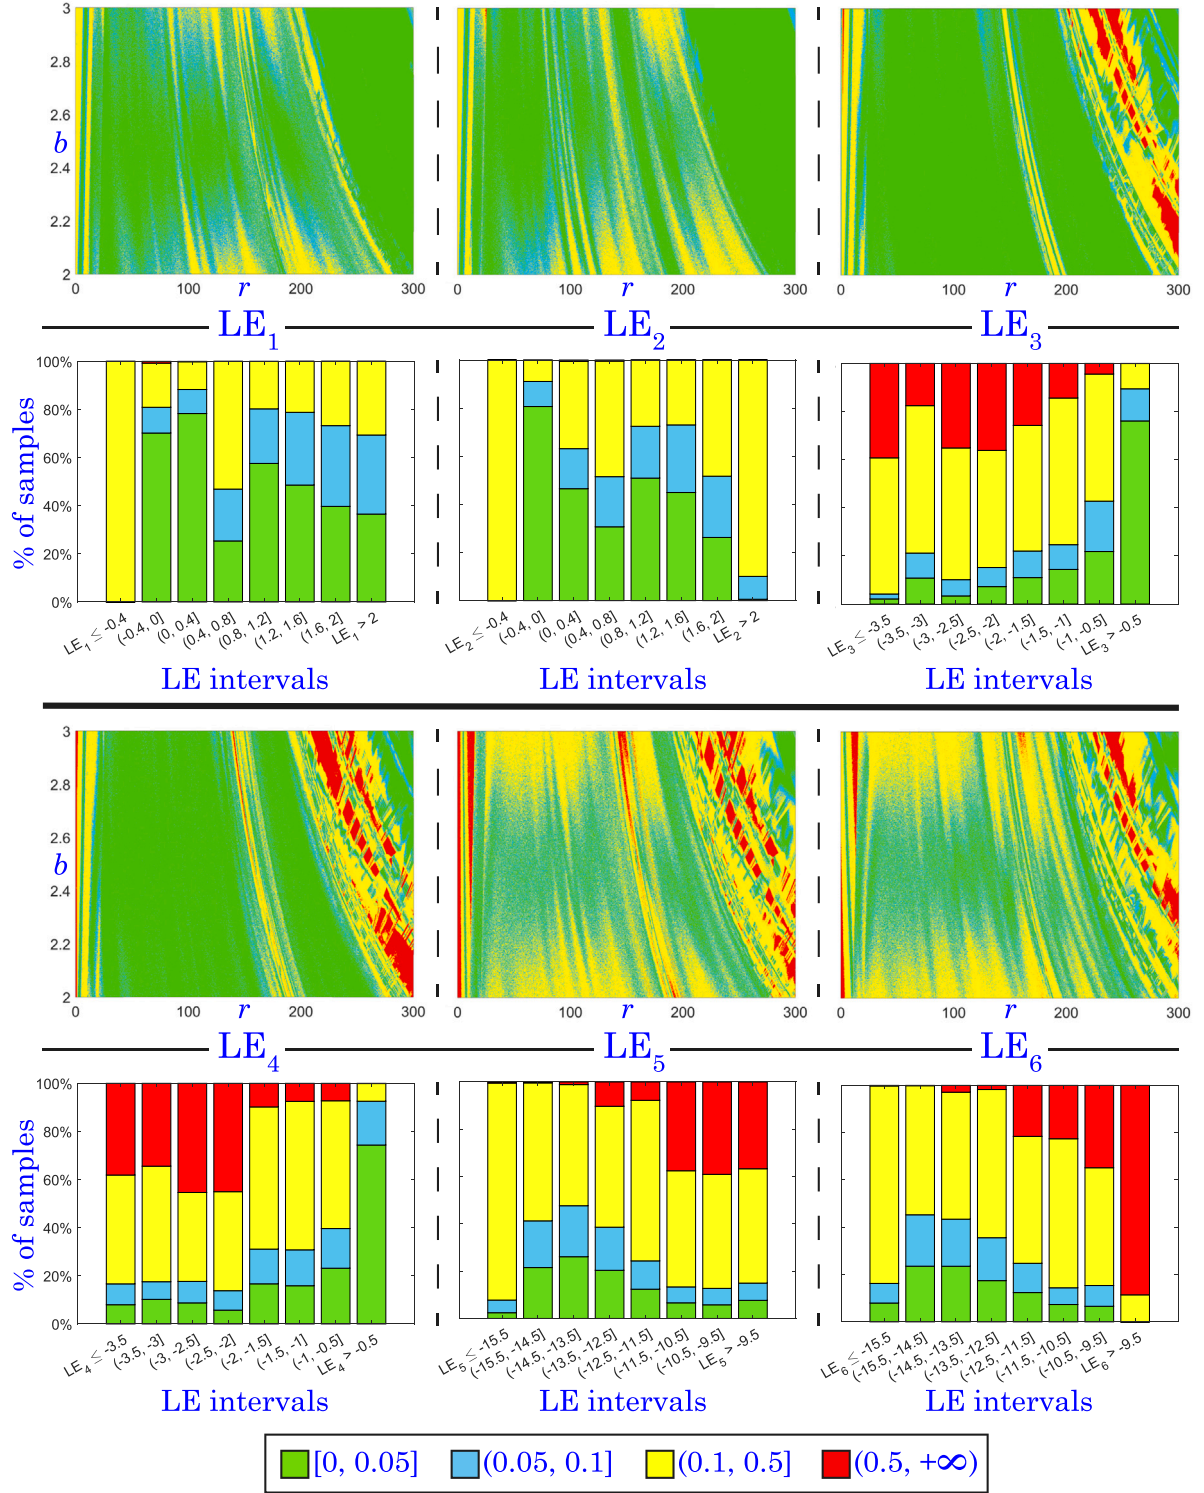 3
2.8
2.6
b
2.4
2.2
2
0 100 r 200 300
0 100 r 200 300
0 100 r 200 300
LE1 LE2 LE3
100%
80%
60%
40%
20%
0%
% of samples
LE1 ≤ -0.4 (-0.4, 0] (0, 0.4] (0.4, 0.8] (0.8, 1.2] (1.2, 1.6] (1.6, 2] LE1 > 2
LE2 ≤ -0.4 (-0.4, 0] (0, 0.4] (0.4, 0.8] (0.8, 1.2] (1.2, 1.6] (1.6, 2] LE2 > 2
LE3 ≤ -3.5 (-3.5, -3] (-3, -2.5] (-2.5, -2] (-2, -1.5] (-1.5, -1] (-1, -0.5] LE3 > -0.5
LE intervals LE intervals LE intervals
3
2.8
2.6
b
2.4
2.2
2
0 100 r 200 300
0 100 r 200 300
0 100 r 200 300
LE4 LE5 LE6
100%
80%
60%
40%
20%
0%
% of samples
LE4 ≤ -3.5 (-3.5, -3] (-3, -2.5] (-2.5, -2] (-2, -1.5] (-1.5, -1] (-1, -0.5] LE4 > -0.5
LE5 ≤ -15.5 (-15.5, -14.5] (-14.5, -13.5] (-13.5, -12.5] (-12.5, -11.5] (-11.5, -10.5] (-10.5, -9.5] LE5 > -9.5
LE6 ≤ -15.5 (-15.5, -14.5] (-14.5, -13.5] (-13.5, -12.5] (-12.5, -11.5] (-11.5, -10.5] (-10.5, -9.5] LE6 > -9.5
LE intervals LE intervals LE intervals
[0, 0.05] (0.05, 0.1] (0.1, 0.5] (0.5, +∞)